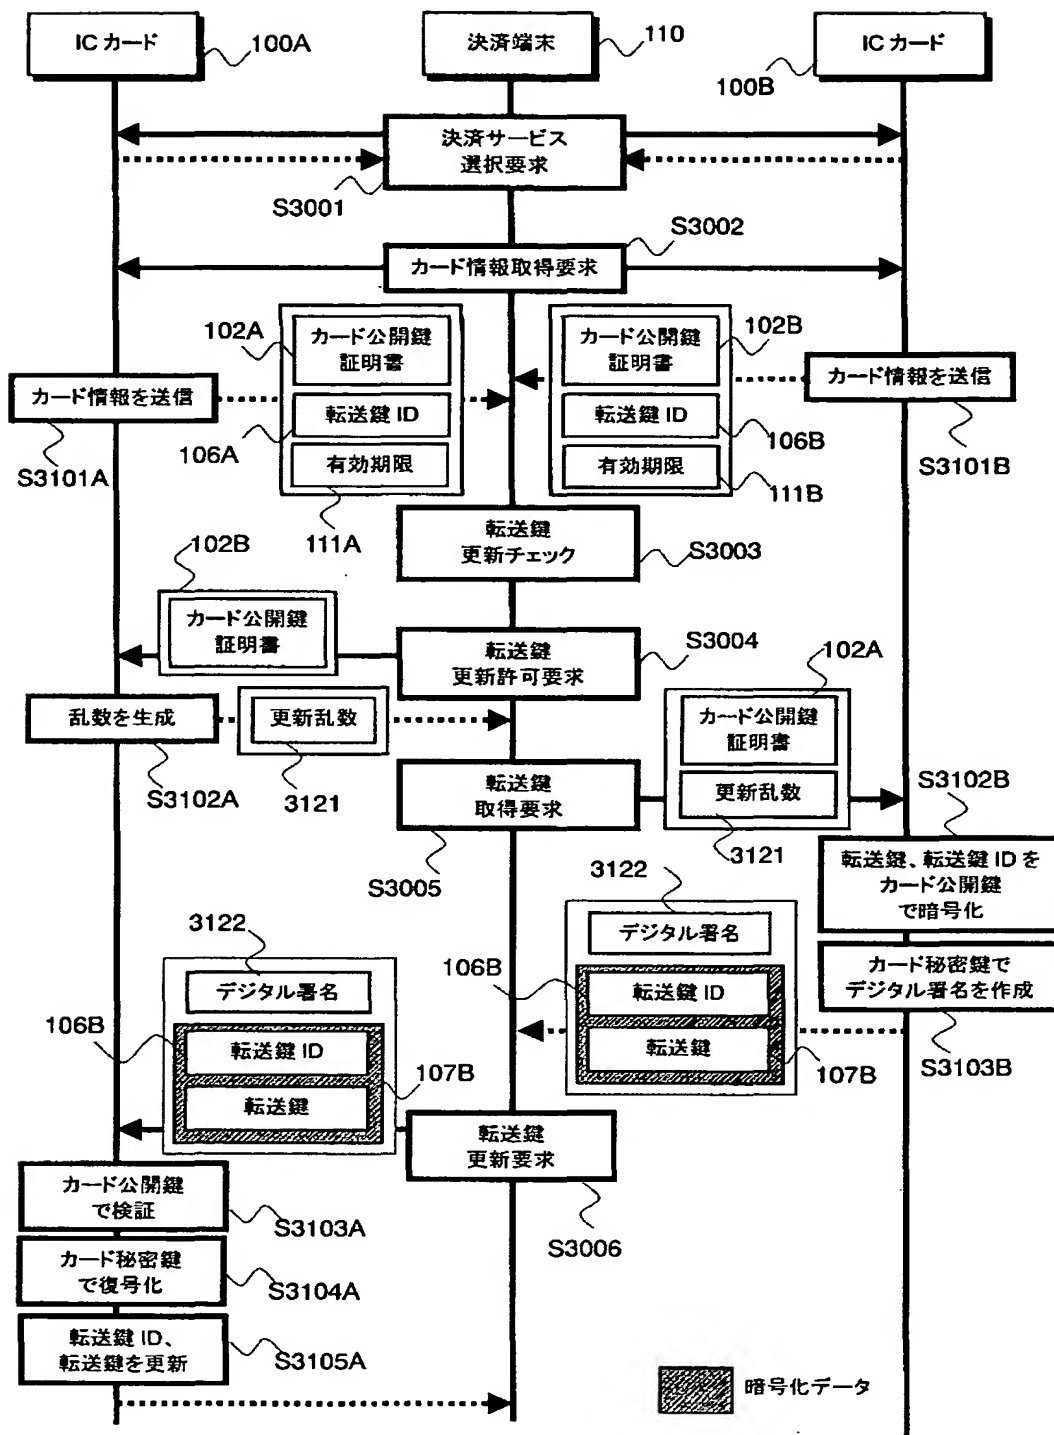 IC カード
100A
決済端末
110
IC カード
100B
決済サービス
選択要求
S3001
S3002
カード情報取得要求
102A
カード公開鍵
証明書
カード公開鍵
証明書
102B
カード情報を送信
転送鍵 ID
転送鍵 ID
カード情報を送信
S3101A
106A
有効期限
有効期限
106B
S3101B
111A
111B
転送鍵
更新チェック
S3003
102B
カード公開鍵
証明書
転送鍵
更新許可要求
S3004
102A
乱数を生成
更新乱数
カード公開鍵
証明書
S3102A
3121
転送鍵
取得要求
更新乱数
S3102B
S3005
3121
転送鍵、転送鍵 IDを
カード公開鍵
で暗号化
3122
3122
デジタル署名
カード秘密鍵で
デジタル署名を作成
デジタル署名
106B
転送鍵 ID
106B
転送鍵 ID
転送鍵
107B
S3103B
107B
転送鍵
転送鍵
更新要求
カード公開鍵
で検証
S3103A
S3006
カード秘密鍵
で復号化
S3104A
転送鍵 ID、
転送鍵を更新
S3105A
暗号化データ